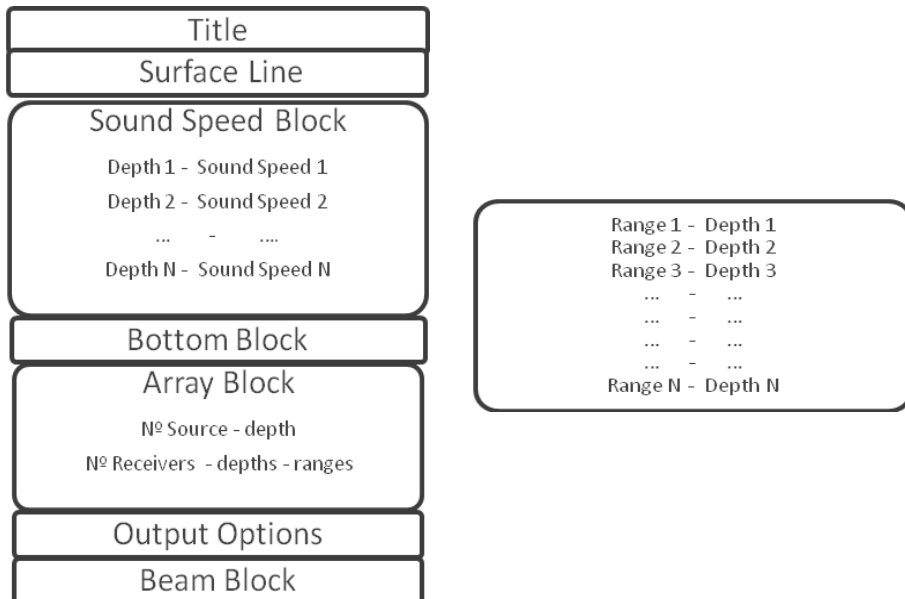 Title
Surface Line
Sound Speed Block
Depth 1 - Sound Speed 1
Depth 2 - Sound Speed 2
... - ....
Depth N - Sound Speed N
Bottom Block
Array Block
Nº Source - depth
Nº Receivers - depths - ranges
Output Options
Beam Block
Range 1 - Depth 1
Range 2 - Depth 2
Range 3 - Depth 3
... - ...
... - ...
... - ...
... - ...
Range N - Depth N